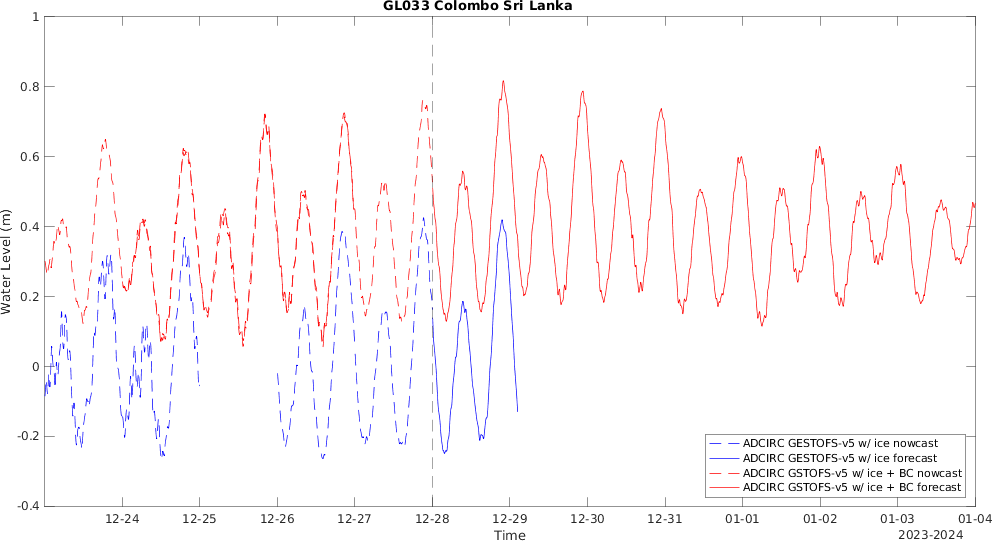 GL033 Colombo Sri Lanka
1
0.8
0.6
0.4
0.2
0
-0.2
-0.4
Water Level (m)
ADCIRC GESTOFS-v5 w/ ice nowcast
ADCIRC GESTOFS-v5 w/ ice forecast
ADCIRC GSTOFS-v5 w/ ice + BC nowcast
ADCIRC GSTOFS-v5 w/ ice + BC forecast
12-24 12-25 12-26 12-27 12-28 12-29 12-30 12-31 01-01 01-02 01-03 01-04
Time
2023-2024